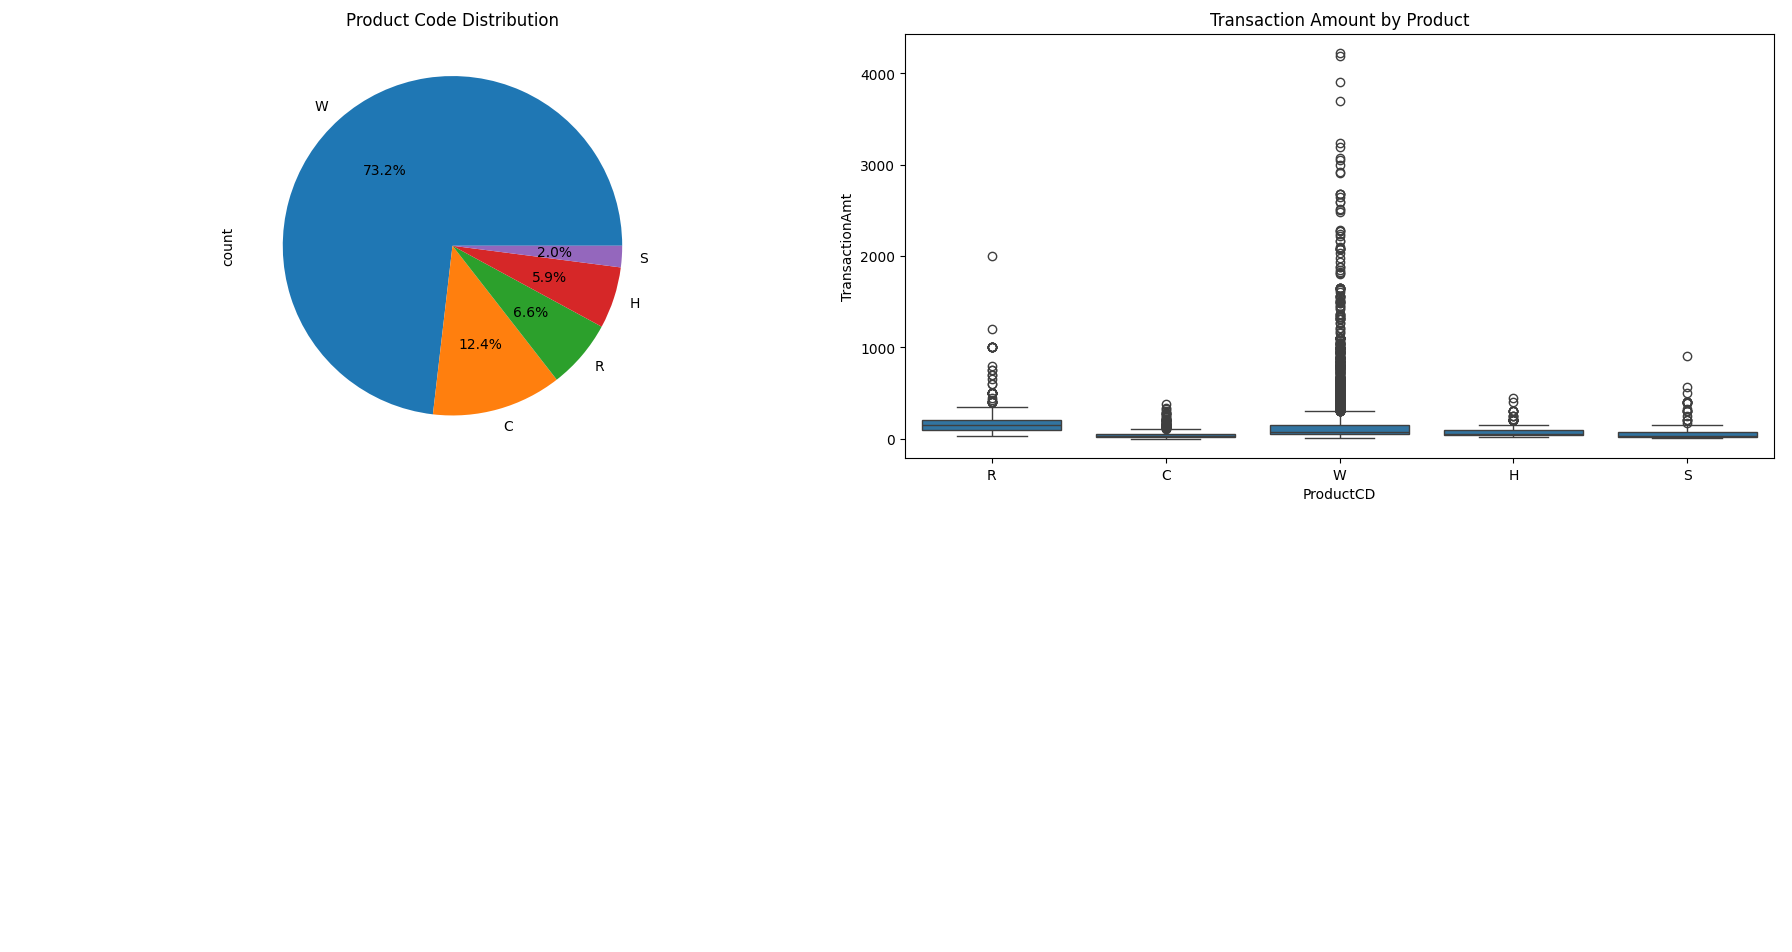 Product Code Distribution
W
73.2%
count
2.0%
S
5.9%
H
6.6%
R
12.4%
C
Transaction Amount by Product
TransactionAmt
4000
3000
2000
1000
0
R C W H S
ProductCD